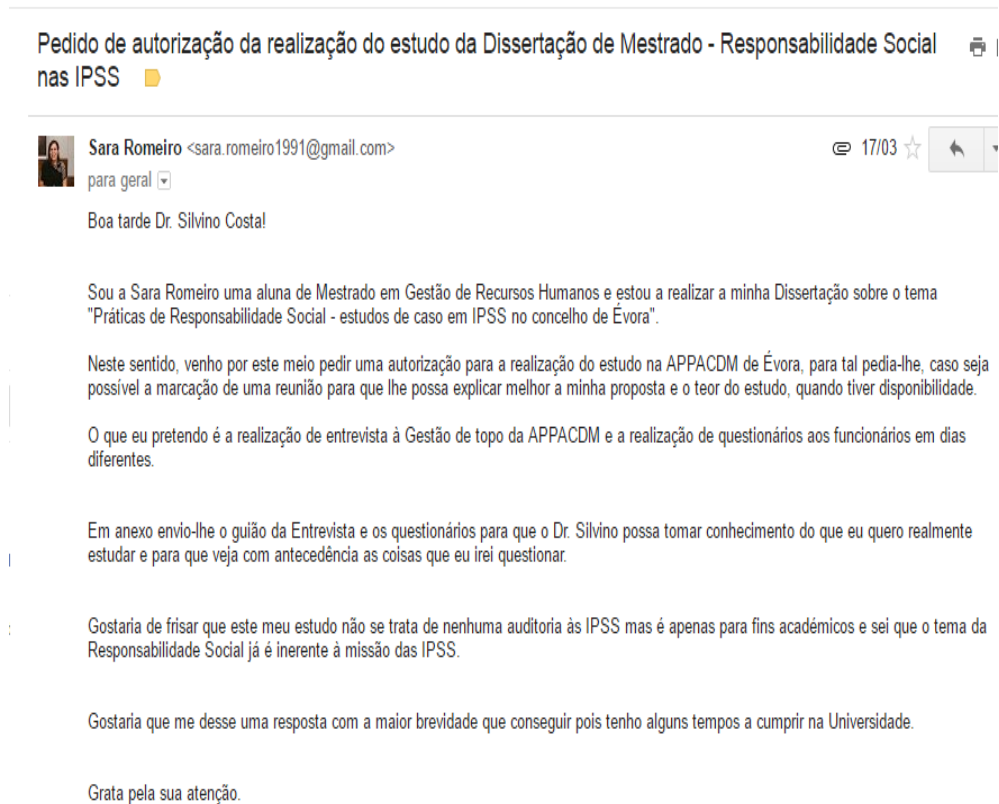 Pedido de autorização da realização do estudo da Dissertação de Mestrado - Responsabilidade Social
nas IPSS
Sara Romeiro <sara.romeiro1991@gmail.com>
17/03
para geral
Boa tarde Dr. Silvino Costa!
Sou a Sara Romeiro uma aluna de Mestrado em Gestão de Recursos Humanos e estou a realizar a minha Dissertação sobre o tema
"Práticas de Responsabilidade Social - estudos de caso em IPSS no concelho de Évora".
Neste sentido, venho por este meio pedir uma autorização para a realização do estudo na APPACDM de Évora, para tal pedia-lhe, caso seja
possível a marcação de uma reunião para que lhe possa explicar melhor a minha proposta e o teor do estudo, quando tiver disponibilidade.
O que eu pretendo é a realização de entrevista à Gestão de topo da APPACDM e a realização de questionários aos funcionários em dias
diferentes.
Em anexo envio-lhe o guião da Entrevista e os questionários para que o Dr. Silvino possa tomar conhecimento do que eu quero realmente
estudar e para que veja com antecedência as coisas que eu irei questionar.
Gostaria de frisar que este meu estudo não se trata de nenhuma auditoria às IPSS mas é apenas para fins académicos e sei que o tema da
Responsabilidade Social já é inerente à missão das IPSS.
Gostaria que me desse uma resposta com a maior brevidade que conseguir pois tenho alguns tempos a cumprir na Universidade.
Grata pela sua atenção.